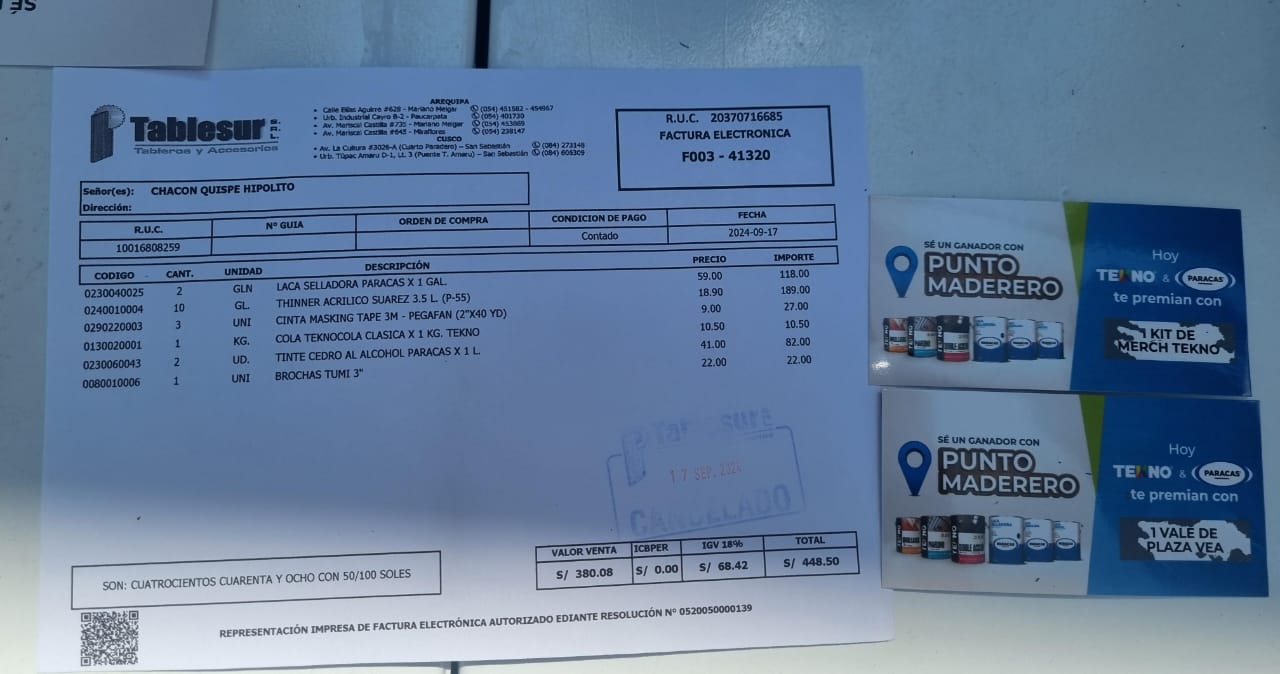 SÉ
Tablesur S.R.L.
Tableros y Accesorios
AREQUIPA
• Calle Elías Aguirre #628 - Mariano Melgar (054) 451582 - 454967
• Urb. Industrial Cayro B-2 - Paucarpata (054) 401730
• Av. Mariscal Castilla #735 - Mariano Melgar (054) 453869
• Av. Mariscal Castilla #645 - Miraflores (054) 238147
CUSCO
• Av. La Cultura #3026-A (Cuarto Paradero) – San Sebastián (084) 273148
• Urb. Túpac Amaru D-1, Lt. 3 (Puente T. Amaru) – San Sebastián (084) 606309
R.U.C. 20370716685
FACTURA ELECTRONICA
F003 - 41320
Señor(es): CHACON QUISPE HIPOLITO
Dirección:
R.U.C. Nº GUIA ORDEN DE COMPRA CONDICION DE PAGO FECHA
10016808259 Contado 2024-09-17
CODIGO CANT. UNIDAD DESCRIPCIÓN PRECIO IMPORTE
0230040025 2 GLN LACA SELLADORA PARACAS X 1 GAL. 59.00 118.00
0240010004 10 GL. THINNER ACRILICO SUAREZ 3.5 L. (P-55) 18.90 189.00
0290220003 3 UNI CINTA MASKING TAPE 3M - PEGAFAN (2"X40 YD) 9.00 27.00
0130020001 1 KG. COLA TEKNOCOLA CLASICA X 1 KG. TEKNO 10.50 10.50
0230060043 2 UD. TINTE CEDRO AL ALCOHOL PARACAS X 1 L. 41.00 82.00
0080010006 1 UNI BROCHAS TUMI 3" 22.00 22.00
Tablesur
17 SEP. 2024
CANCELADO
VALOR VENTA ICBPER IGV 18% TOTAL
S/ 380.08 S/ 0.00 S/ 68.42 S/ 448.50
SON: CUATROCIENTOS CUARENTA Y OCHO CON 50/100 SOLES
REPRESENTACIÓN IMPRESA DE FACTURA ELECTRÓNICA AUTORIZADO EDIANTE RESOLUCIÓN Nº 0520050000139
SÉ UN GANADOR CON
PUNTO
MADERERO
Hoy
TEKNO & PARACAS
te premian con
1 KIT DE
MERCH TEKNO
SÉ UN GANADOR CON
PUNTO
MADERERO
Hoy
TEKNO & PARACAS
te premian con
1 VALE DE
PLAZA VEA